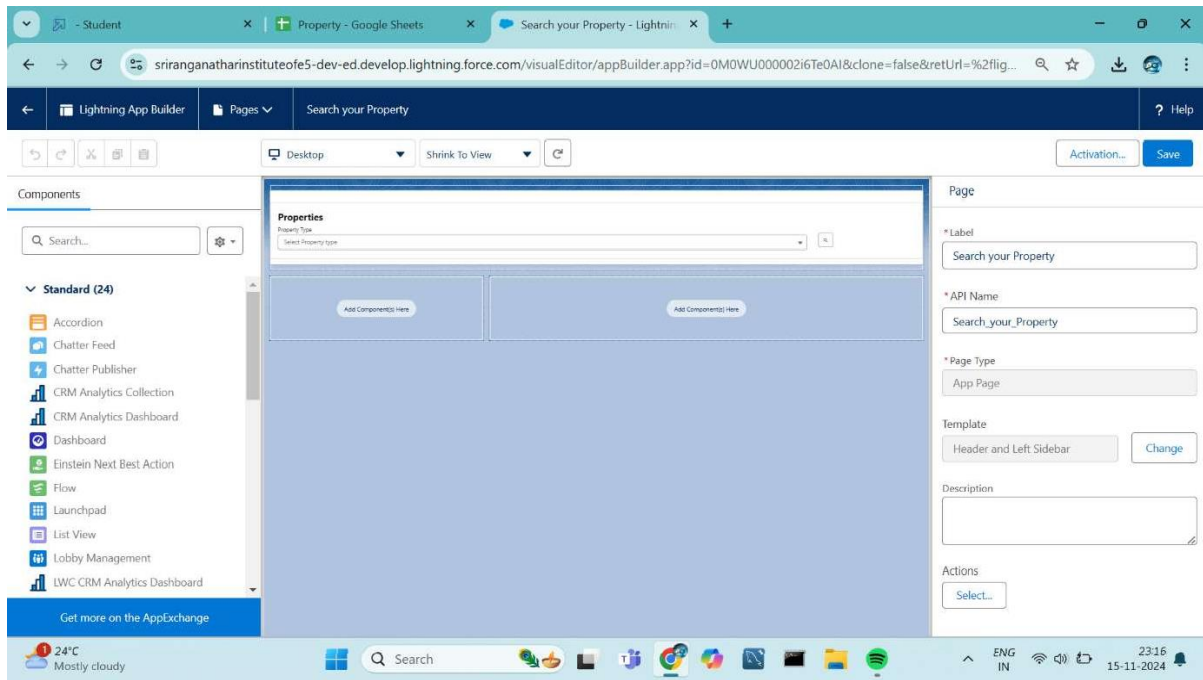 - Student
Property - Google Sheets
Search your Property - Lightnin
sriranganatharinstituteofe5-dev-ed.develop.lightning.force.com/visualEditor/appBuilder.app?id=0M0WU000002i6Te0AI&clone=false&retUrl=%2flig...
Lightning App Builder
Pages
Search your Property
? Help
Desktop
Shrink To View
Activation...
Save
Components
Search...
Standard (24)
Accordion
Chatter Feed
Chatter Publisher
CRM Analytics Collection
CRM Analytics Dashboard
Dashboard
Einstein Next Best Action
Flow
Launchpad
List View
Lobby Management
LWC CRM Analytics Dashboard
Get more on the AppExchange
Properties
Property Type
Select Property type
Add Component(s) Here
Add Component(s) Here
Page
*Label
Search your Property
*API Name
Search_your_Property
*Page Type
App Page
Template
Header and Left Sidebar
Change
Description
Actions
Select...
1
24°C
Mostly cloudy
Search
ENG
IN
23:16
15-11-2024